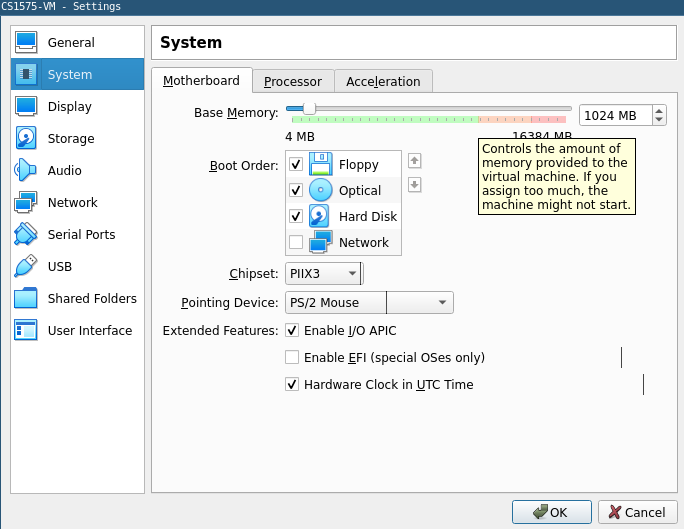 CS1575-VM - Settings
General
System
Display
Storage
Audio
Network
Serial Ports
USB
Shared Folders
User Interface
System
Motherboard
Processor
Acceleration
Base Memory:
1024 MB
4 MB
16384 MB
Controls the amount of
memory provided to the
virtual machine. If you
assign too much, the
machine might not start.
Boot Order:
Floppy
Optical
Hard Disk
Network
Chipset:
PIIX3
Pointing Device:
PS/2 Mouse
Extended Features:
Enable I/O APIC
Enable EFI (special OSes only)
Hardware Clock in UTC Time
OK
Cancel